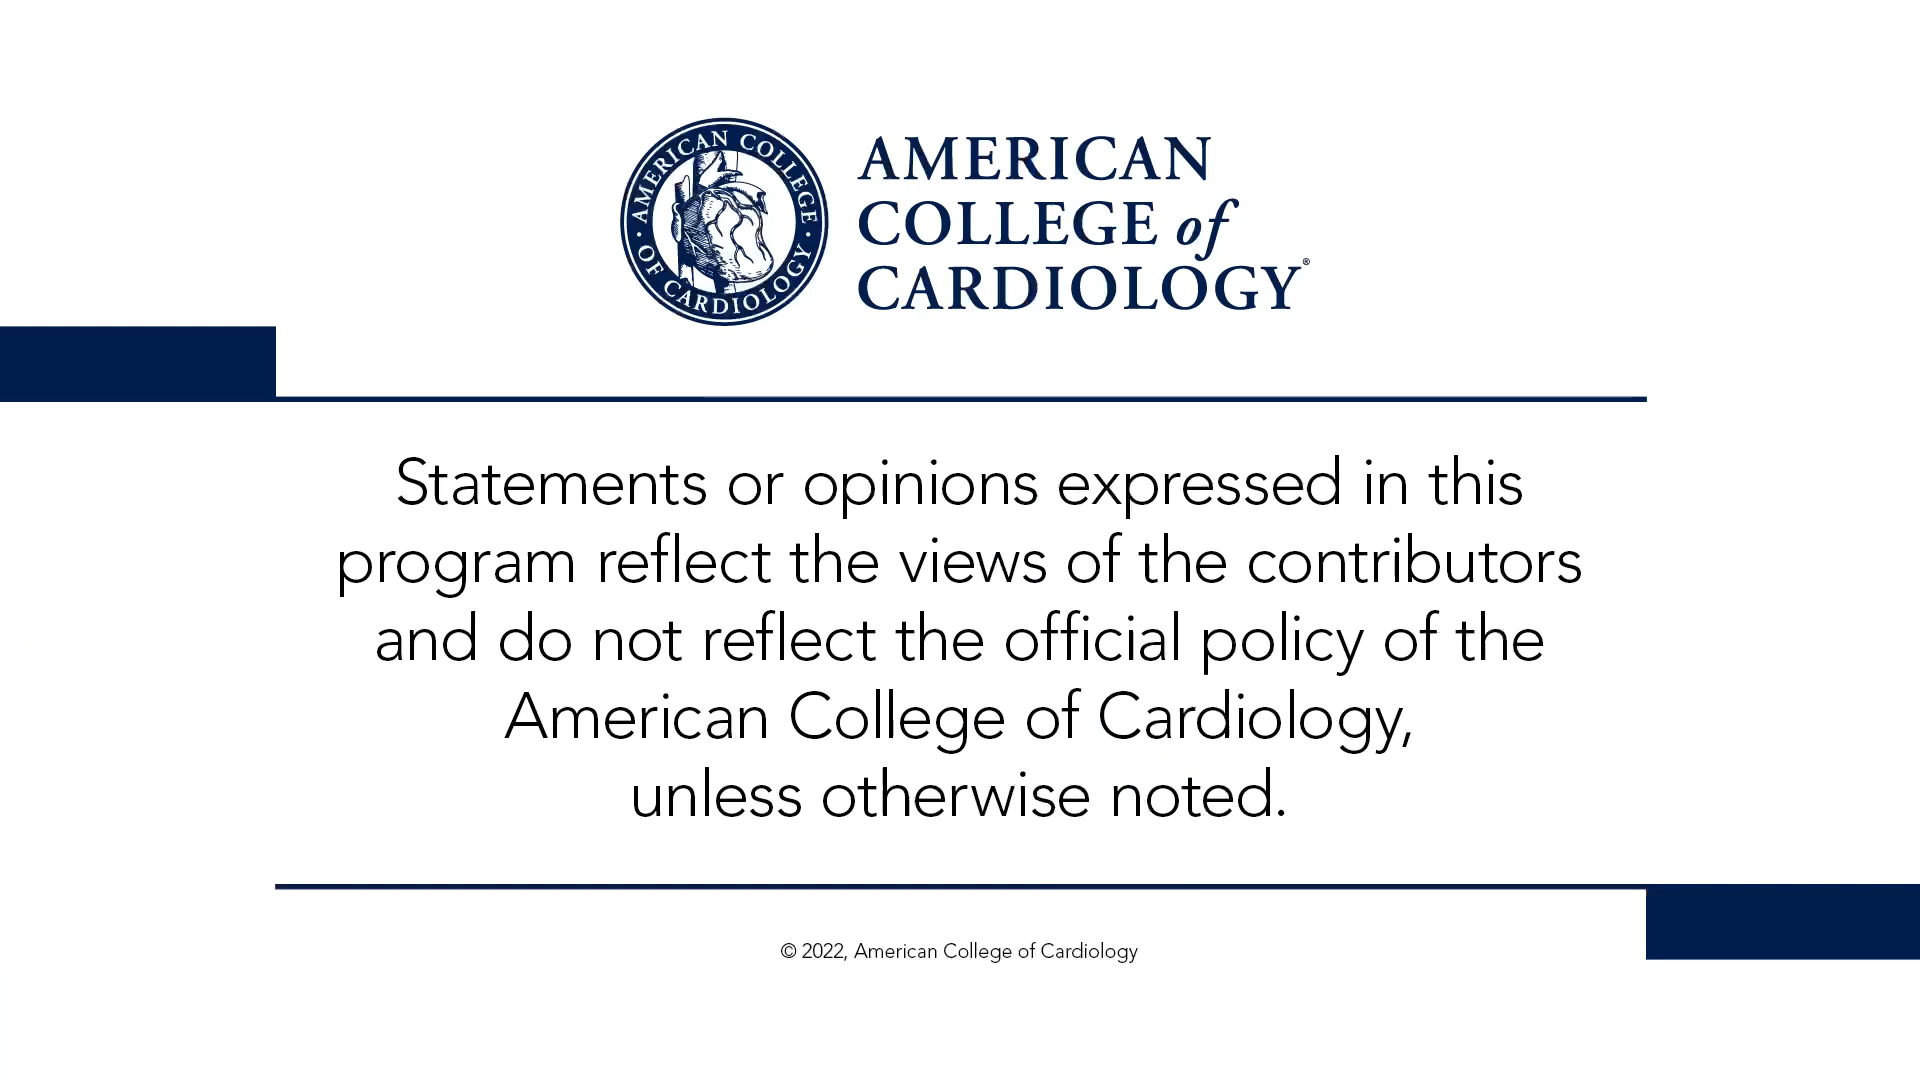 AMERICAN COLLEGE
OF CARDIOLOGY
AMERICAN
COLLEGE of
CARDIOLOGY®
Statements or opinions expressed in this
program reflect the views of the contributors
and do not reflect the official policy of the
American College of Cardiology,
unless otherwise noted.
© 2022, American College of Cardiology